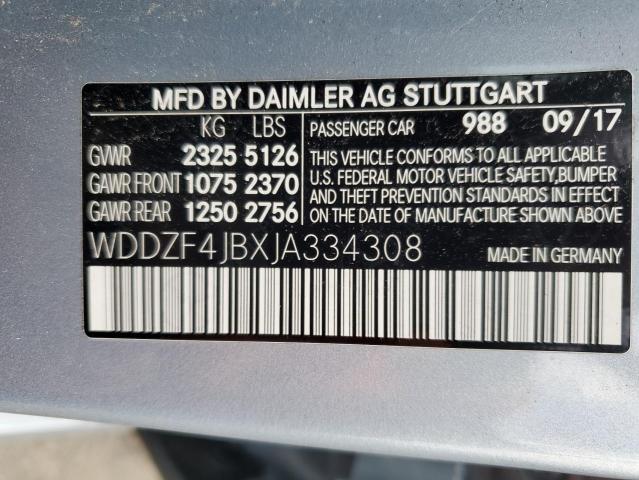 MFD BY DAIMLER AG STUTTGART
KG LBS PASSENGER CAR 988 09/17
GVWR 2325 5126 THIS VEHICLE CONFORMS TO ALL APPLICABLE
GAWR FRONT 1075 2370 U.S. FEDERAL MOTOR VEHICLE SAFETY, BUMPER
AND THEFT PREVENTION STANDARDS IN EFFECT
GAWR REAR 1250 2756 ON THE DATE OF MANUFACTURE SHOWN ABOVE
WDDZF4JBXJA334308 MADE IN GERMANY